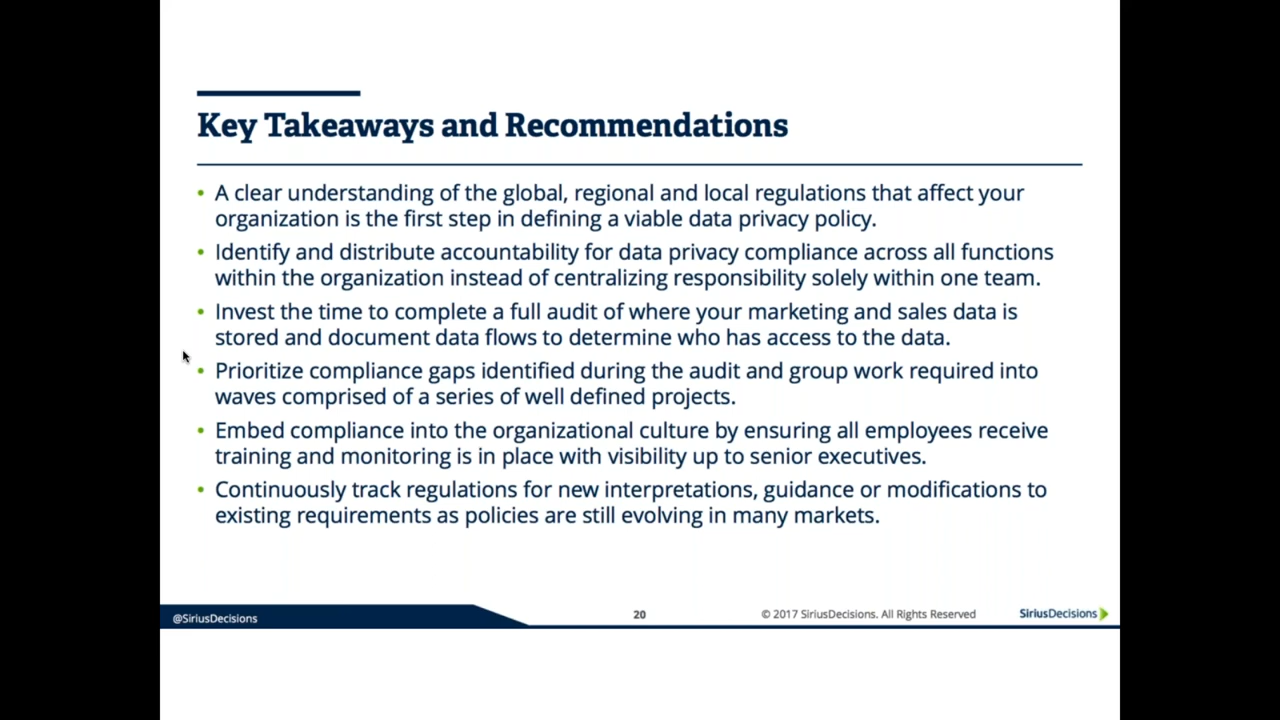 Key Takeaways and Recommendations
• A clear understanding of the global, regional and local regulations that affect your
organization is the first step in defining a viable data privacy policy.
• Identify and distribute accountability for data privacy compliance across all functions
within the organization instead of centralizing responsibility solely within one team.
• Invest the time to complete a full audit of where your marketing and sales data is
stored and document data flows to determine who has access to the data.
• Prioritize compliance gaps identified during the audit and group work required into
waves comprised of a series of well defined projects.
• Embed compliance into the organizational culture by ensuring all employees receive
training and monitoring is in place with visibility up to senior executives.
• Continuously track regulations for new interpretations, guidance or modifications to
existing requirements as policies are still evolving in many markets.
@SiriusDecisions
20
© 2017 SiriusDecisions. All Rights Reserved
SiriusDecisions